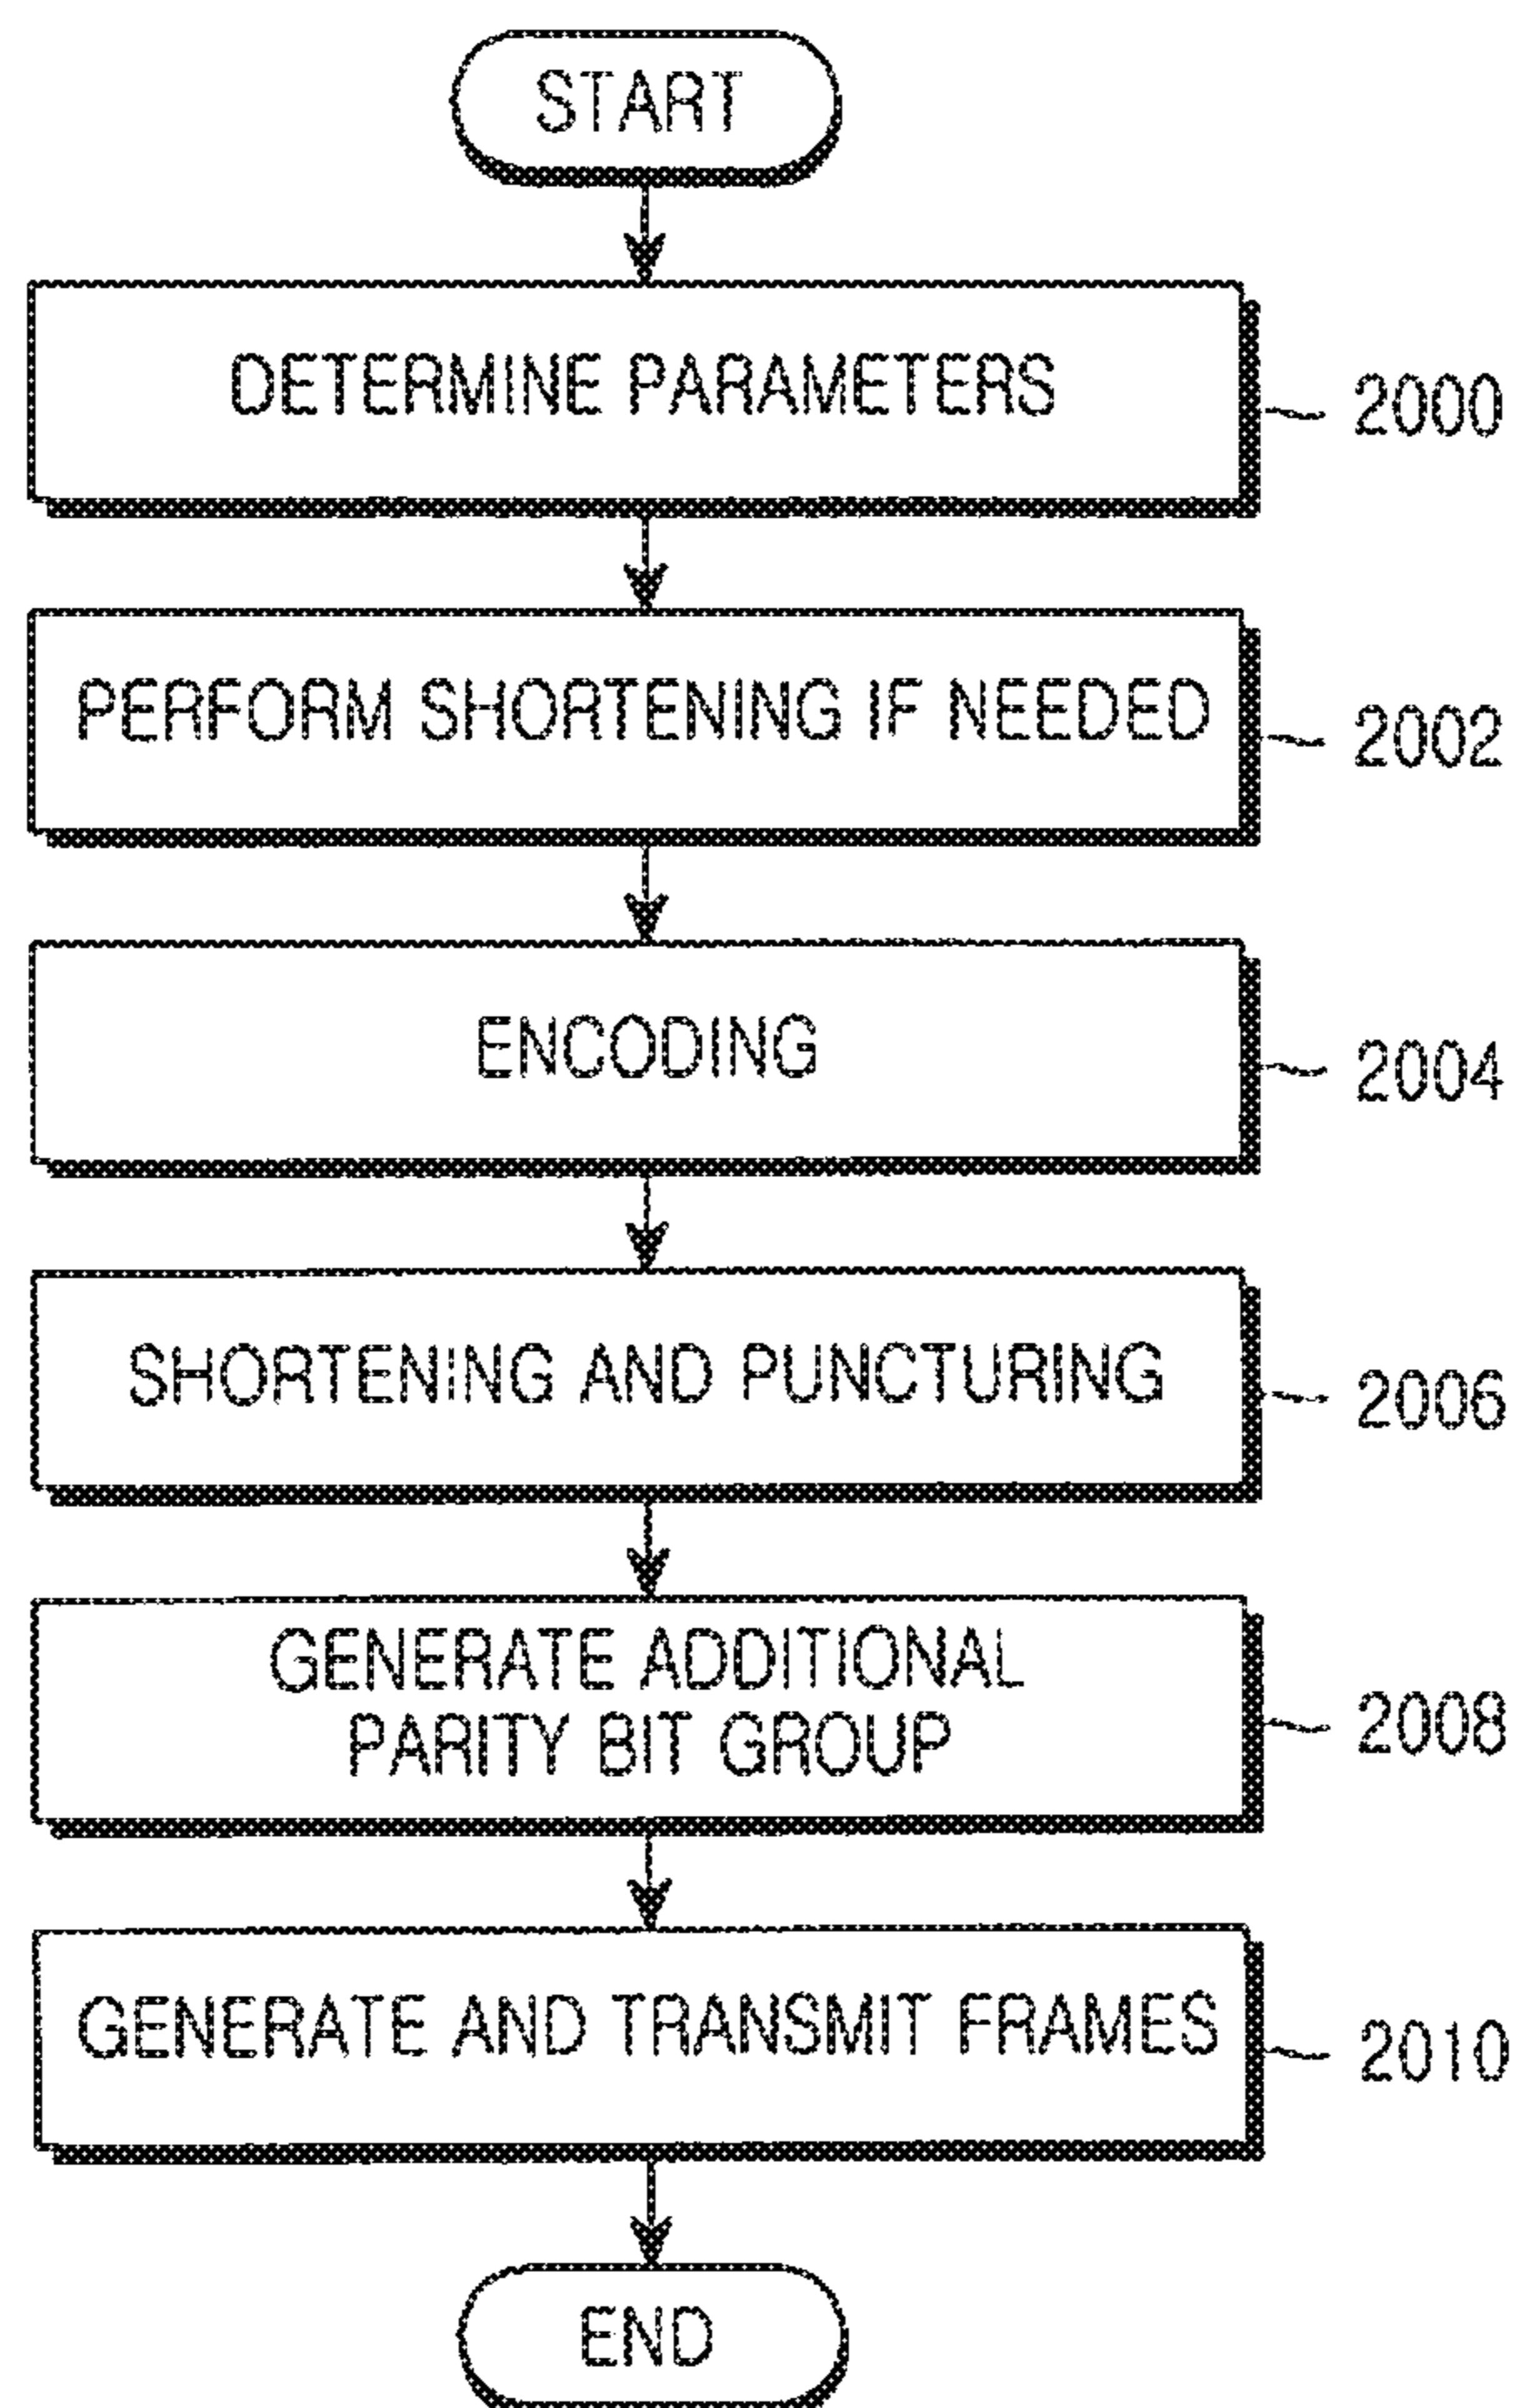 START
DETERMINE PARAMETERS
2000
PERFORM SHORTENING IF NEEDED
2002
ENCODING
2004
SHORTENING AND PUNCTURING
2006
GENERATE ADDITIONAL
PARITY BIT GROUP
2008
GENERATE AND TRANSMIT FRAMES
2010
END